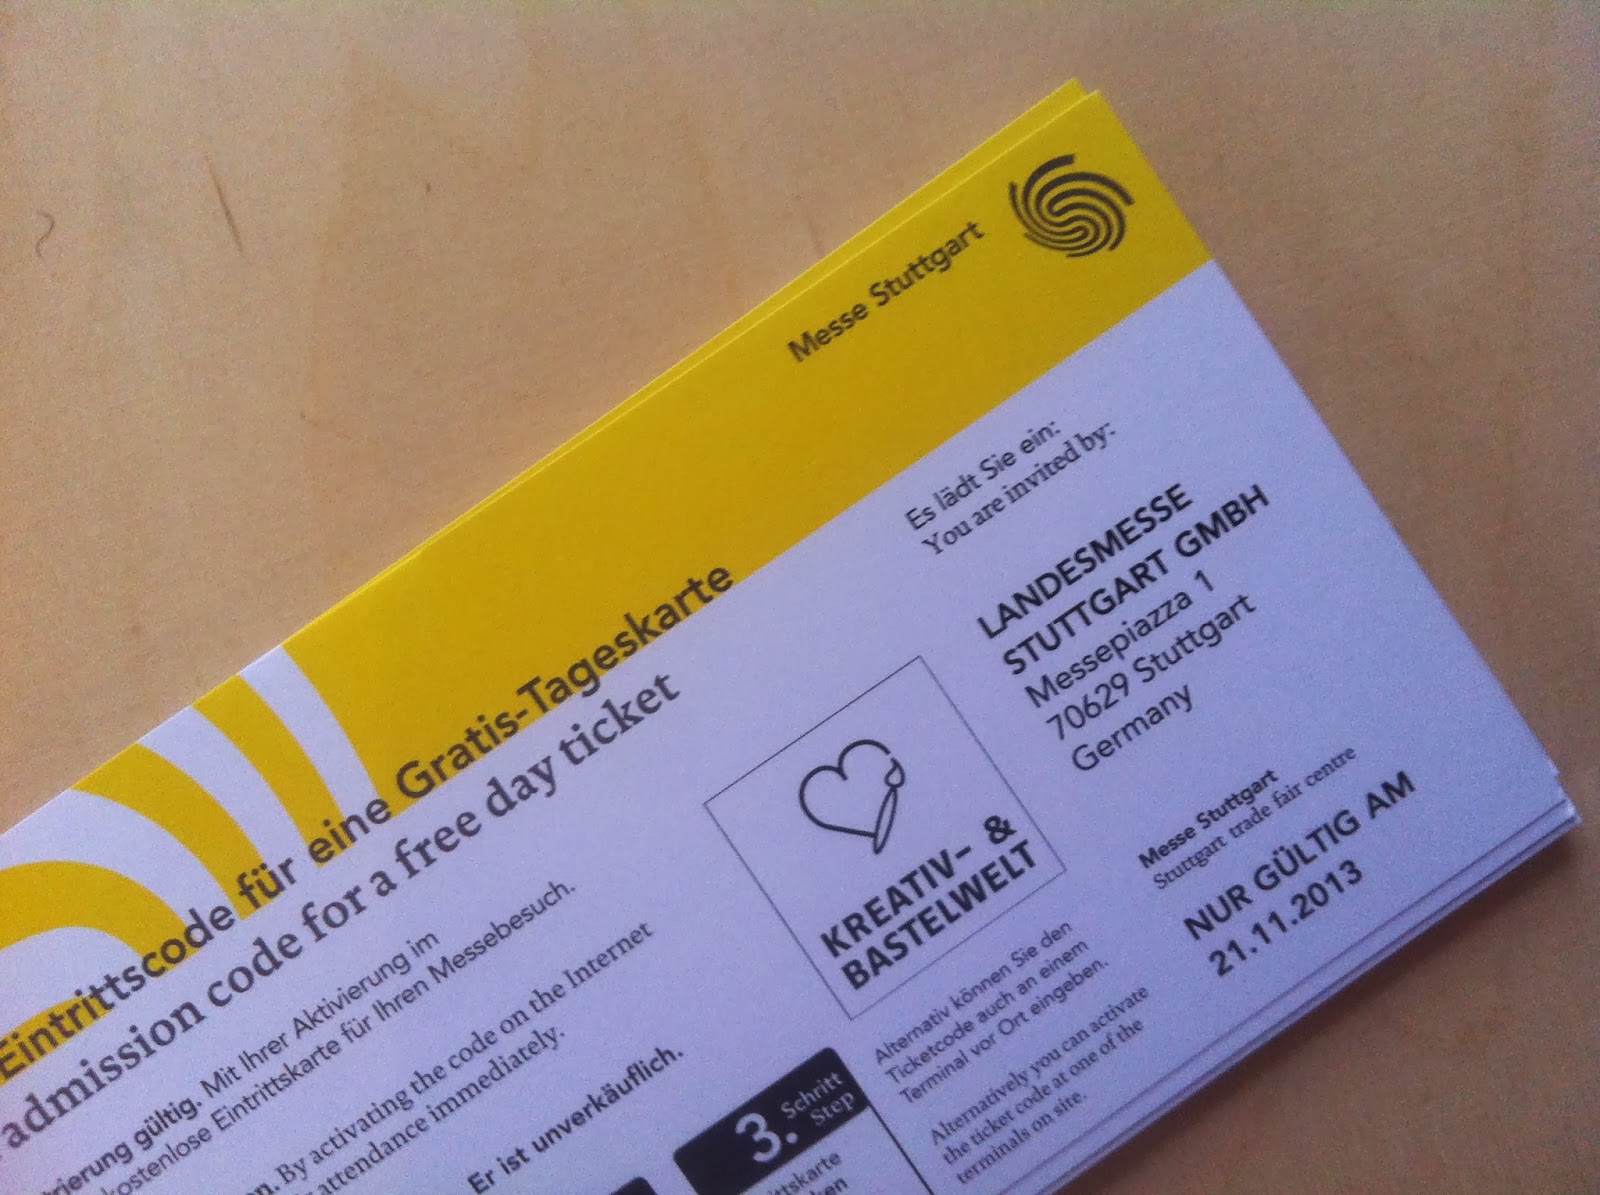 Messe Stuttgart
Eintrittscode für eine Gratis-Tageskarte
admission code for a free day ticket
gültig. Mit Ihrer Aktivierung im
kostenlose Eintrittskarte für Ihren Messebesuch.
By activating the code on the Internet
attendance immediately.
Er ist unverkäuflich.
3. Schritt
Step
Es lädt Sie ein:
You are invited by:
LANDESMESSE
STUTTGART GMBH
Messepiazza 1
70629 Stuttgart
Germany
KREATIV- &
BASTELWELT
Messe Stuttgart
Stuttgart trade fair centre
NUR GÜLTIG AM
21.11.2013
Alternativ können Sie den
Ticketcode auch an einem
Terminal vor Ort eingeben.
Alternatively you can activate
the ticket code at one of the
terminals on site.